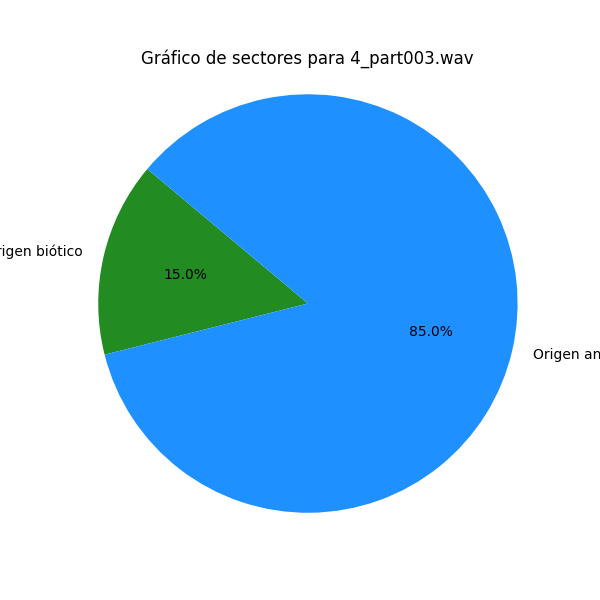 Gráfico de sectores para 4_part003.wav
rigen biótico
15.0%
85.0%
Origen an